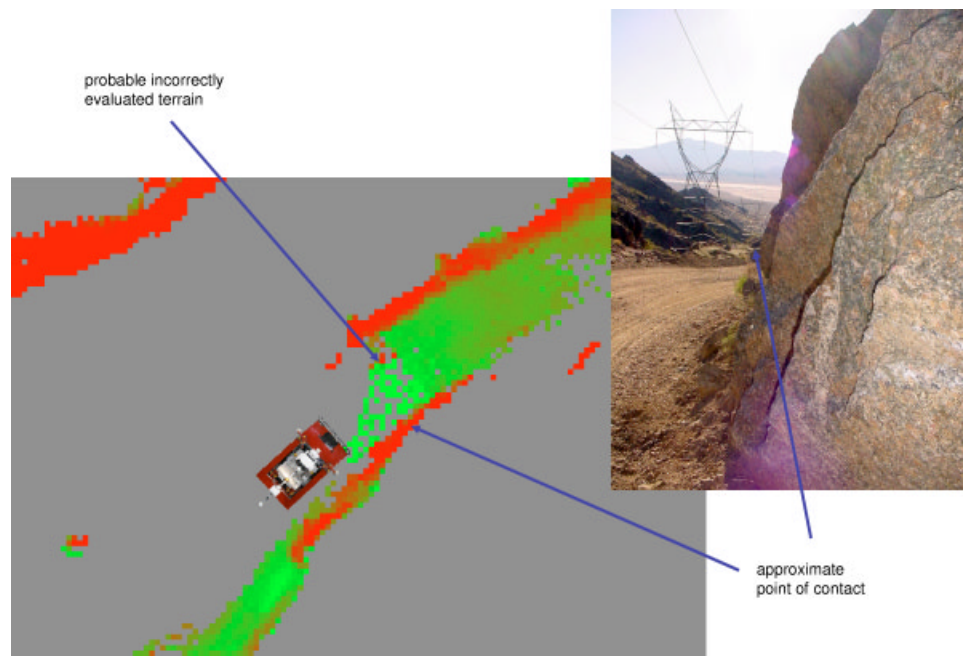 probable incorrectly
evaluated terrain
approximate
point of contact